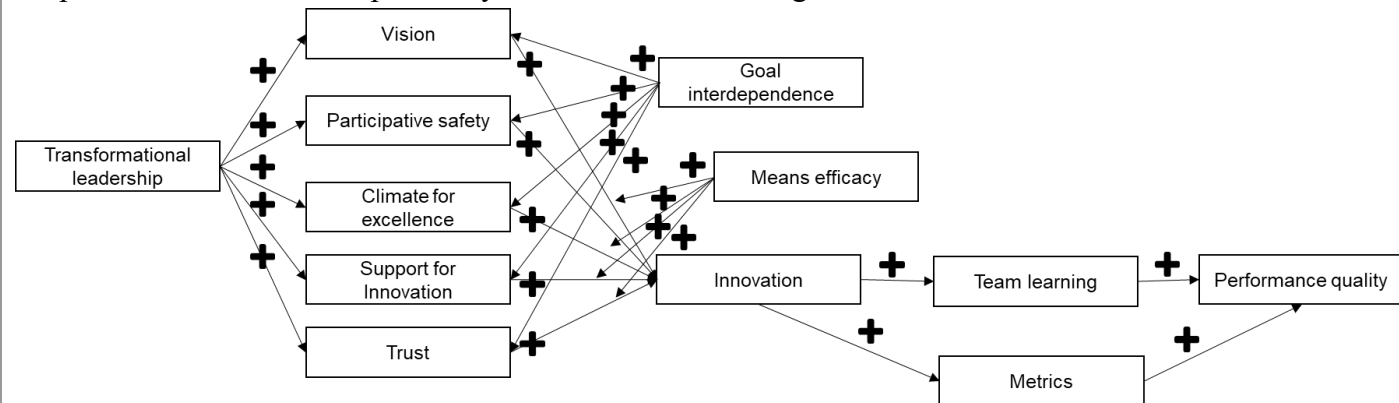 Vision
Goal
interdependence
Participative safety
Transformational
leadership
Means efficacy
Climate for
excellence
Support for
Innovation
Innovation
Team learning
Performance quality
Trust
Metrics